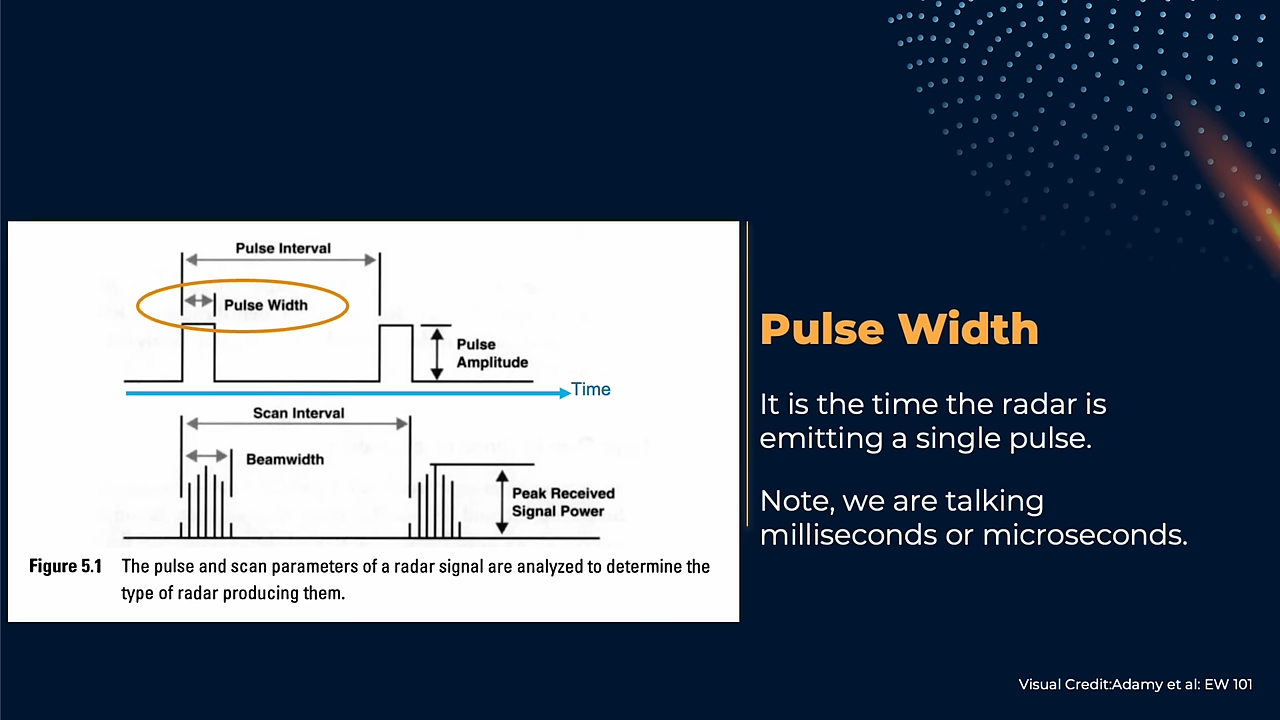 Pulse Interval
Pulse Width
Pulse
Amplitude
Time
Scan Interval
Beamwidth
Peak Received
Signal Power
Figure 5.1 The pulse and scan parameters of a radar signal are analyzed to determine the
type of radar producing them.
Pulse Width
It is the time the radar is
emitting a single pulse.
Note, we are talking
milliseconds or microseconds.
Visual Credit:Adamy et al: EW 101